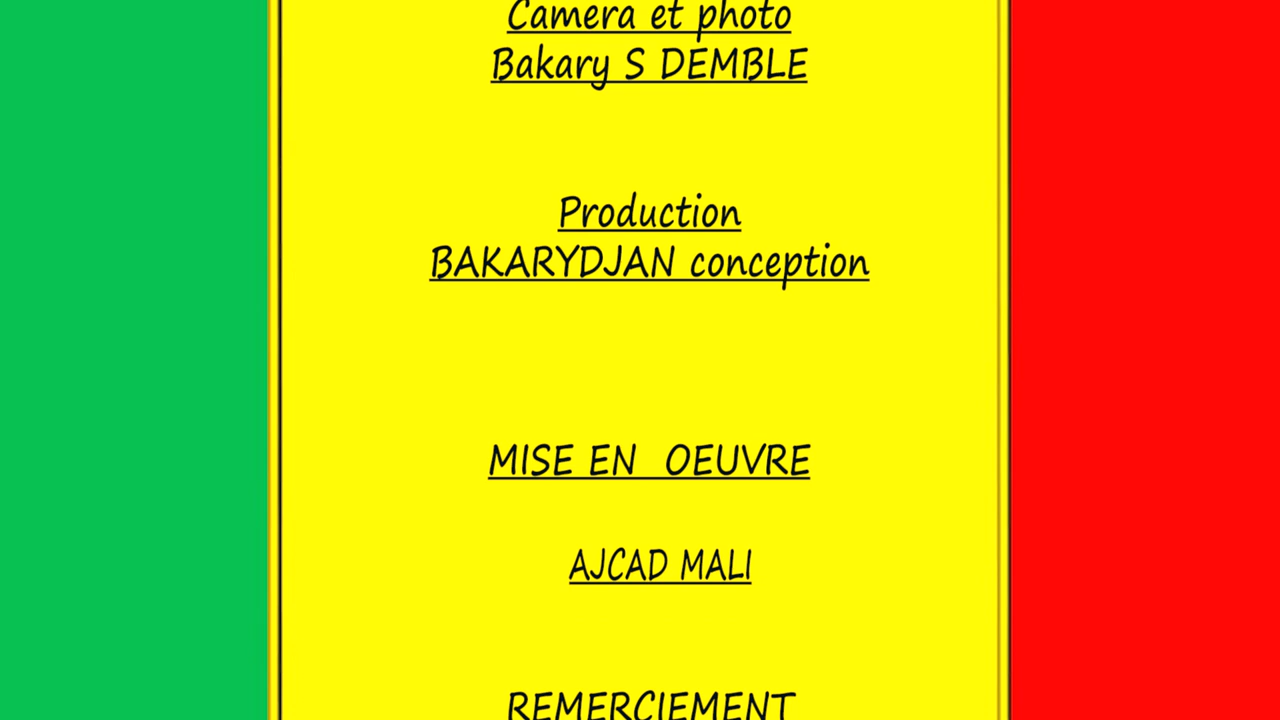 Camera et photo
Bakary S DEMBLE
Production
BAKARYDJAN conception
MISE EN OEUVRE
AJCAD MALI
REMERCIEMENT